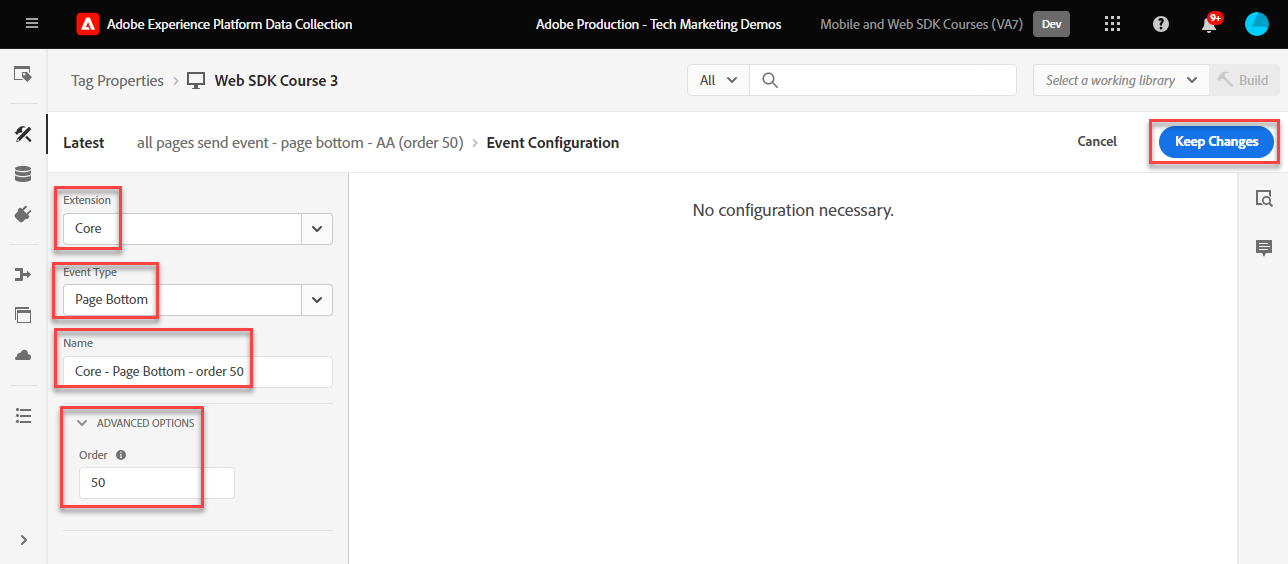 Adobe Experience Platform Data Collection
Adobe Production - Tech Marketing Demos
Mobile and Web SDK Courses (VA7)
Dev
9+
Tag Properties > Web SDK Course 3
All
Select a working library
Build
Latest
all pages send event - page bottom - AA (order 50) > Event Configuration
Cancel
Keep Changes
Extension
Core
Event Type
Page Bottom
Name
Core - Page Bottom - order 50
ADVANCED OPTIONS
Order
50
No configuration necessary.